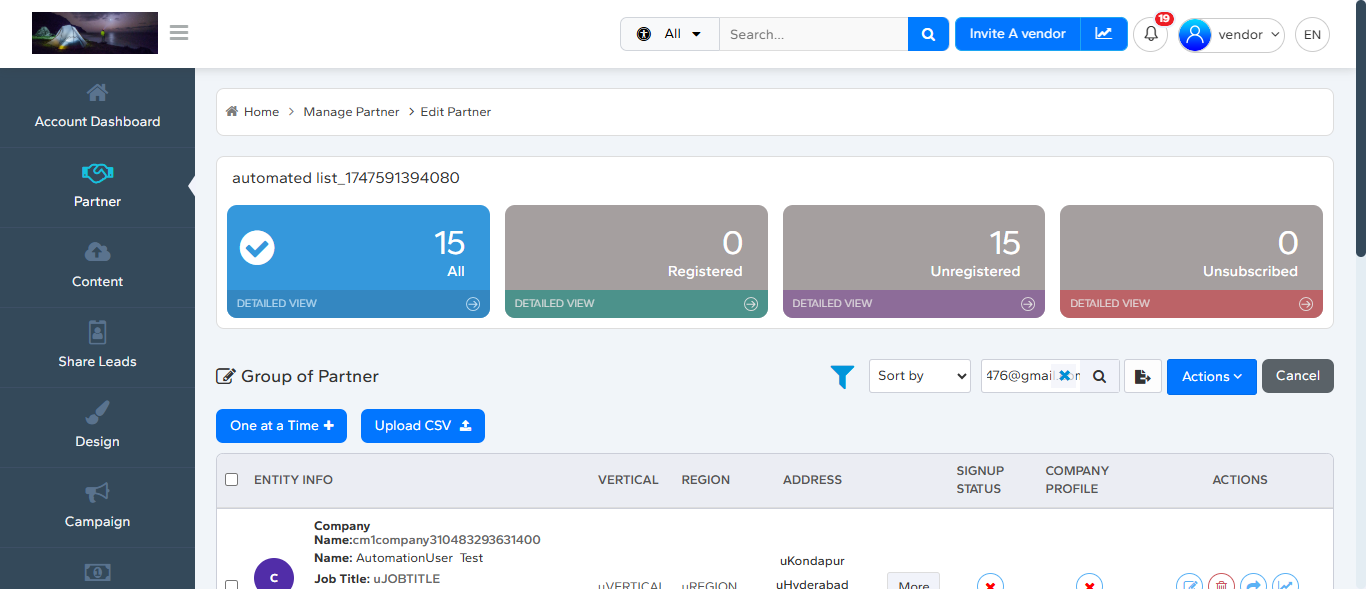 All
Search...
Invite A vendor
19
vendor
EN
Account Dashboard
Partner
Content
Share Leads
Design
Campaign
Home > Manage Partner > Edit Partner
automated list_1747591394080
15
All
DETAILED VIEW
0
Registered
DETAILED VIEW
15
Unregistered
DETAILED VIEW
0
Unsubscribed
DETAILED VIEW
Group of Partner
Sort by
476@gmail.com
Actions
Cancel
One at a Time
Upload CSV
ENTITY INFO
VERTICAL
REGION
ADDRESS
SIGNUP
STATUS
COMPANY
PROFILE
ACTIONS
C
Company
Name:cm1company310483293631400
Name: AutomationUser Test
Job Title: uJOBTITLE
uVERTICAL
uREGION
uKondapur
uHyderabad
More